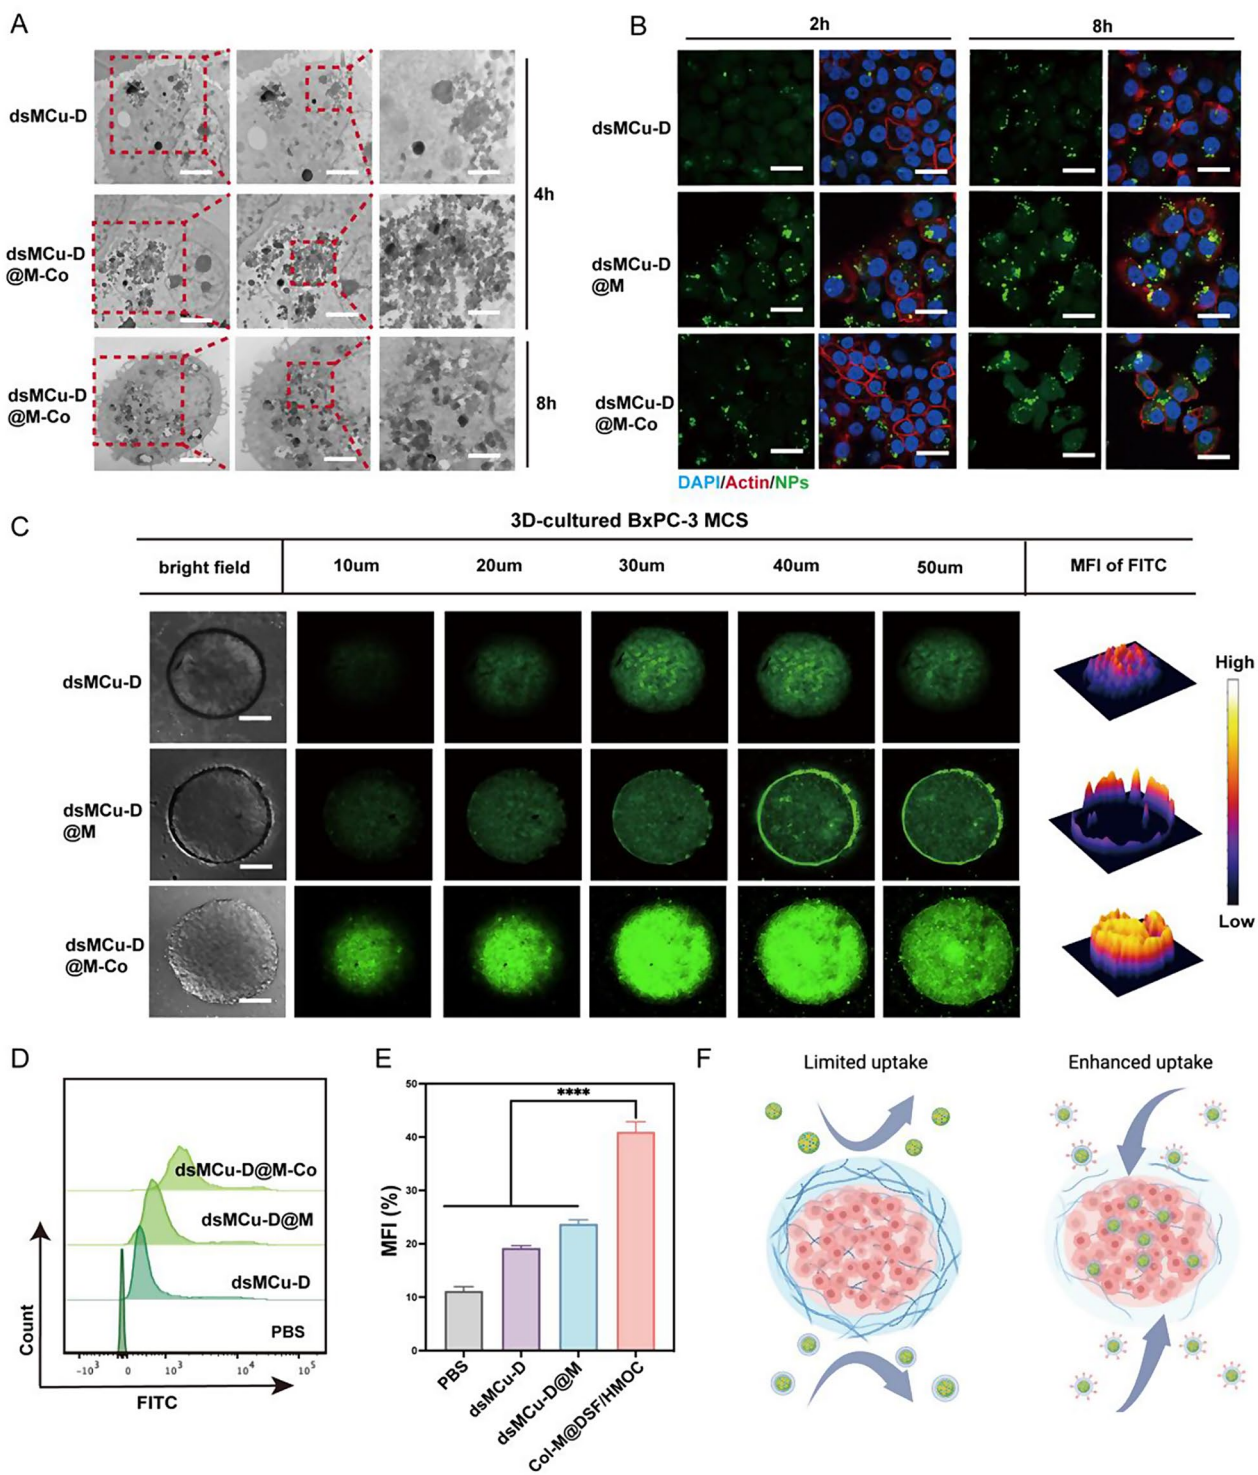 A
dsMCu-D
dsMCu-D
@M-Co
dsMCu-D
@M-Co
4h
8h
B
2h
8h
dsMCu-D
dsMCu-D
@M
dsMCu-D
@M-Co
DAPI/Actin/NPs
C
3D-cultured BxPC-3 MCS
bright field
10um
20um
30um
40um
50um
MFI of FITC
dsMCu-D
dsMCu-D
@M
dsMCu-D
@M-Co
High
Low
D
dsMCu-D@M-Co
dsMCu-D@M
dsMCu-D
PBS
Count
-10³ 0 10³ 10⁴ 10⁵
FITC
E
****
MFI (%)
50
40
30
20
10
0
PBS
dsMCu-D
dsMCu-D@M
Col-M@DSF/HMOC
F
Limited uptake
Enhanced uptake